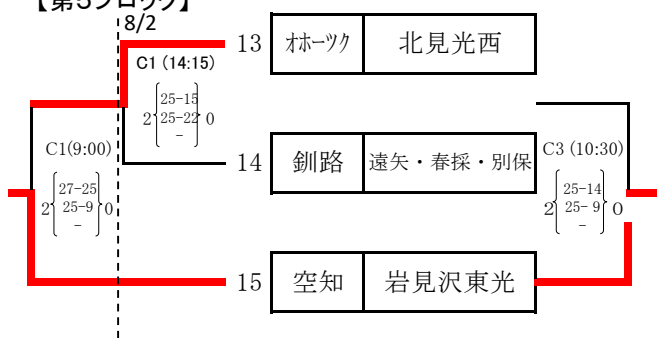 【第5ブロック】
8/2
13 オホーツク 北見光西
C1 (14:15)
25-15
2 25-22 0
-
14 釧路 遠矢・春採・別保
C1(9:00)
27-25
2 25-9 0
-
C3 (10:30)
25-14
2 25- 9 0
-
15 空知 岩見沢東光